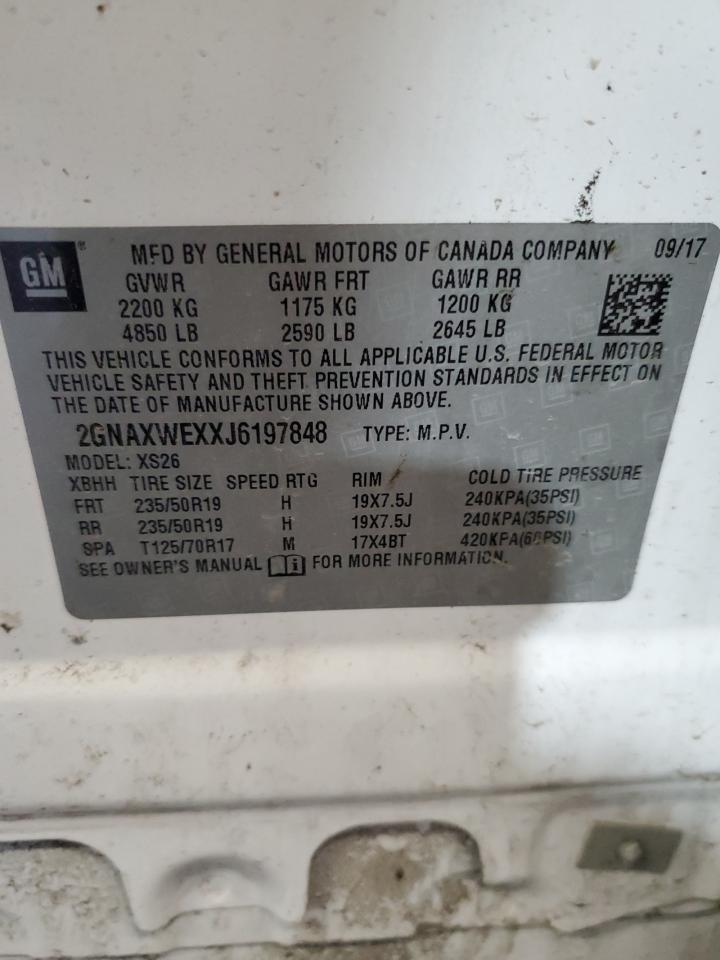 GM ® MFD BY GENERAL MOTORS OF CANADA COMPANY 09/17
GVWR GAWR FRT GAWR RR
2200 KG 1175 KG 1200 KG
4850 LB 2590 LB 2645 LB
THIS VEHICLE CONFORMS TO ALL APPLICABLE U.S. FEDERAL MOTOR
VEHICLE SAFETY AND THEFT PREVENTION STANDARDS IN EFFECT ON
THE DATE OF MANUFACTURE SHOWN ABOVE.
2GNAXWEXXJ6197848 TYPE: M.P.V.
MODEL: XS26
XBHH TIRE SIZE SPEED RTG RIM COLD TIRE PRESSURE
FRT 235/50R19 H 19X7.5J 240KPA(35PSI)
RR 235/50R19 H 19X7.5J 240KPA(35PSI)
SPA T125/70R17 M 17X4BT 420KPA(60PSI)
SEE OWNER'S MANUAL FOR MORE INFORMATION.